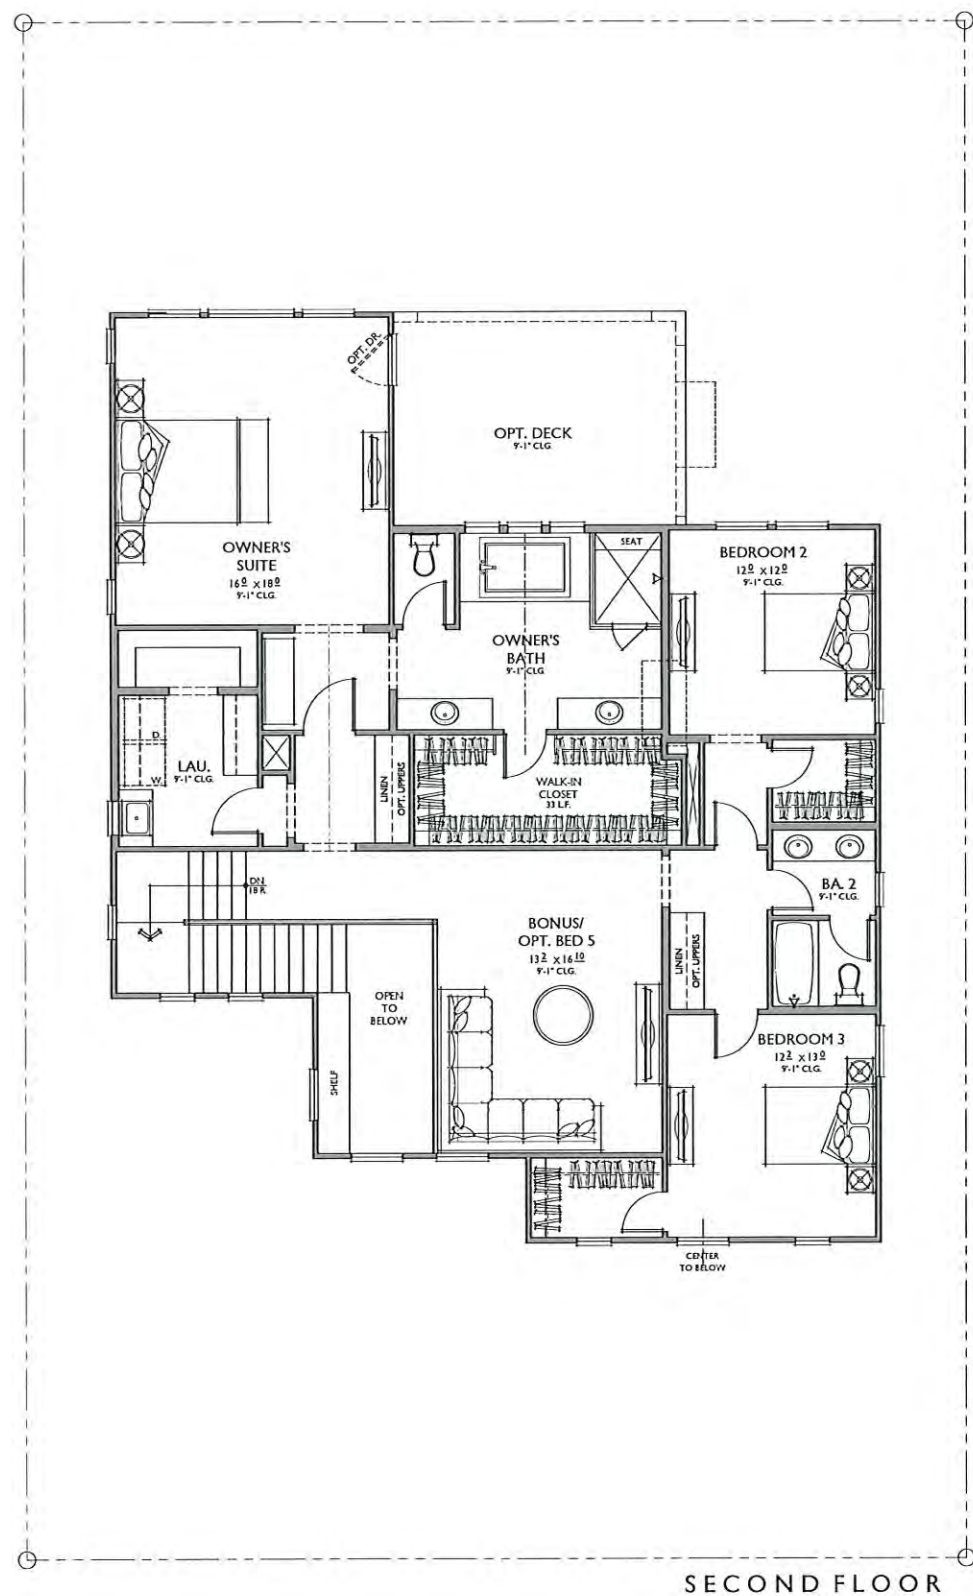 OPT. DR.
OPT. DECK
9'-1" CLG.
OWNER'S
SUITE
16⁰ x 18⁰
9'-1" CLG.
SEAT
BEDROOM 2
12⁰ x 12⁰
9'-1" CLG.
OWNER'S
BATH
9'-1" CLG.
D.
LAU.
9'-1" CLG.
W.
LINEN
OPT. UPPERS
WALK-IN
CLOSET
33 L.F.
DN.
18 R.
BA. 2
9'-1" CLG.
BONUS/
OPT. BED 5
13² x 16¹⁰
9'-1" CLG.
LINEN
OPT. UPPERS
OPEN
TO
BELOW
SHELF
BEDROOM 3
12² x 13⁰
9'-1" CLG.
CENTER
TO BELOW
SECOND FLOOR